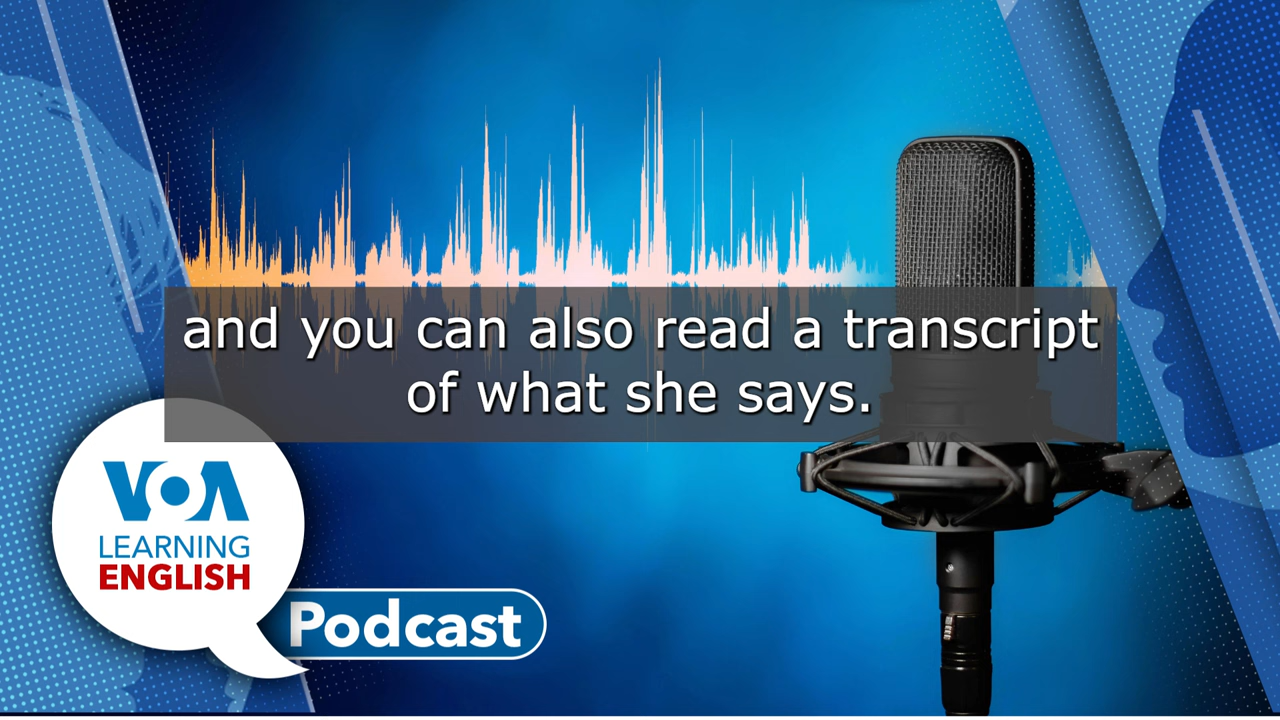 and you can also read a transcript
of what she says.
VOA
LEARNING
ENGLISH
Podcast